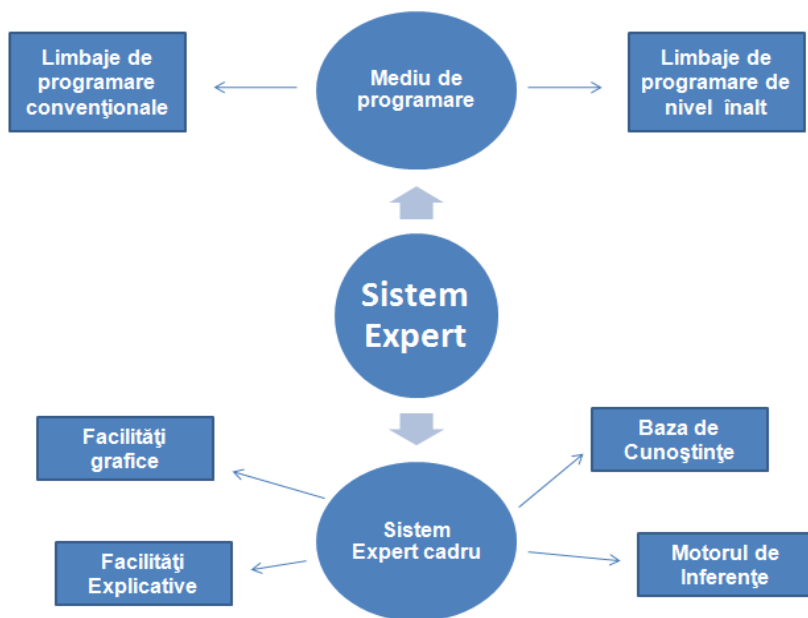 Limbaje de
programare
convenţionale
Mediu de
programare
Limbaje de
programare de
nivel înalt
Sistem
Expert
Facilităţi
grafice
Baza de
Cunoştinţe
Sistem
Expert cadru
Facilităţi
Explicative
Motorul de
Inferenţe